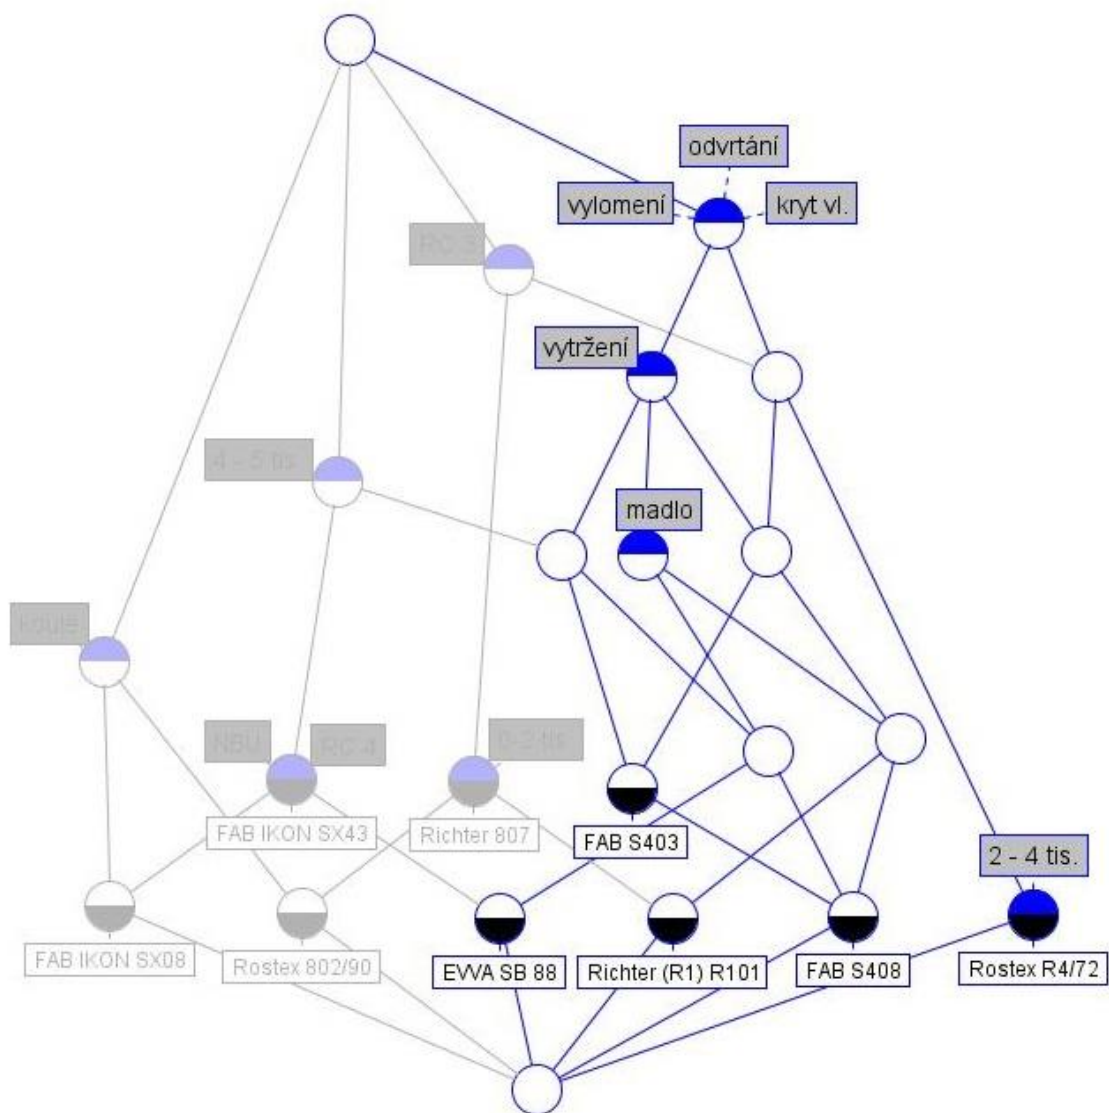 odvrtání
vylomení
kryt vl.
RC 3
vytržení
4 - 5 tis.
madlo
koule
NBÚ
RC 4
0-2 tis.
FAB IKON SX43
Richter 807
FAB S403
2 - 4 tis.
FAB IKON SX08
Rostex 802/90
EVVA SB 88
Richter (R1) R101
FAB S408
Rostex R4/72